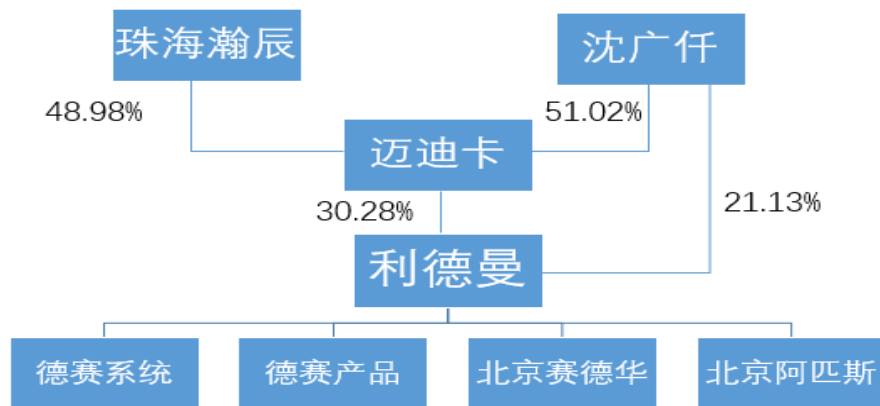 珠海瀚辰
沈广仟
48.98%
51.02%
迈迪卡
30.28%
21.13%
利德曼
德赛系统
德赛产品
北京赛德华
北京阿匹斯